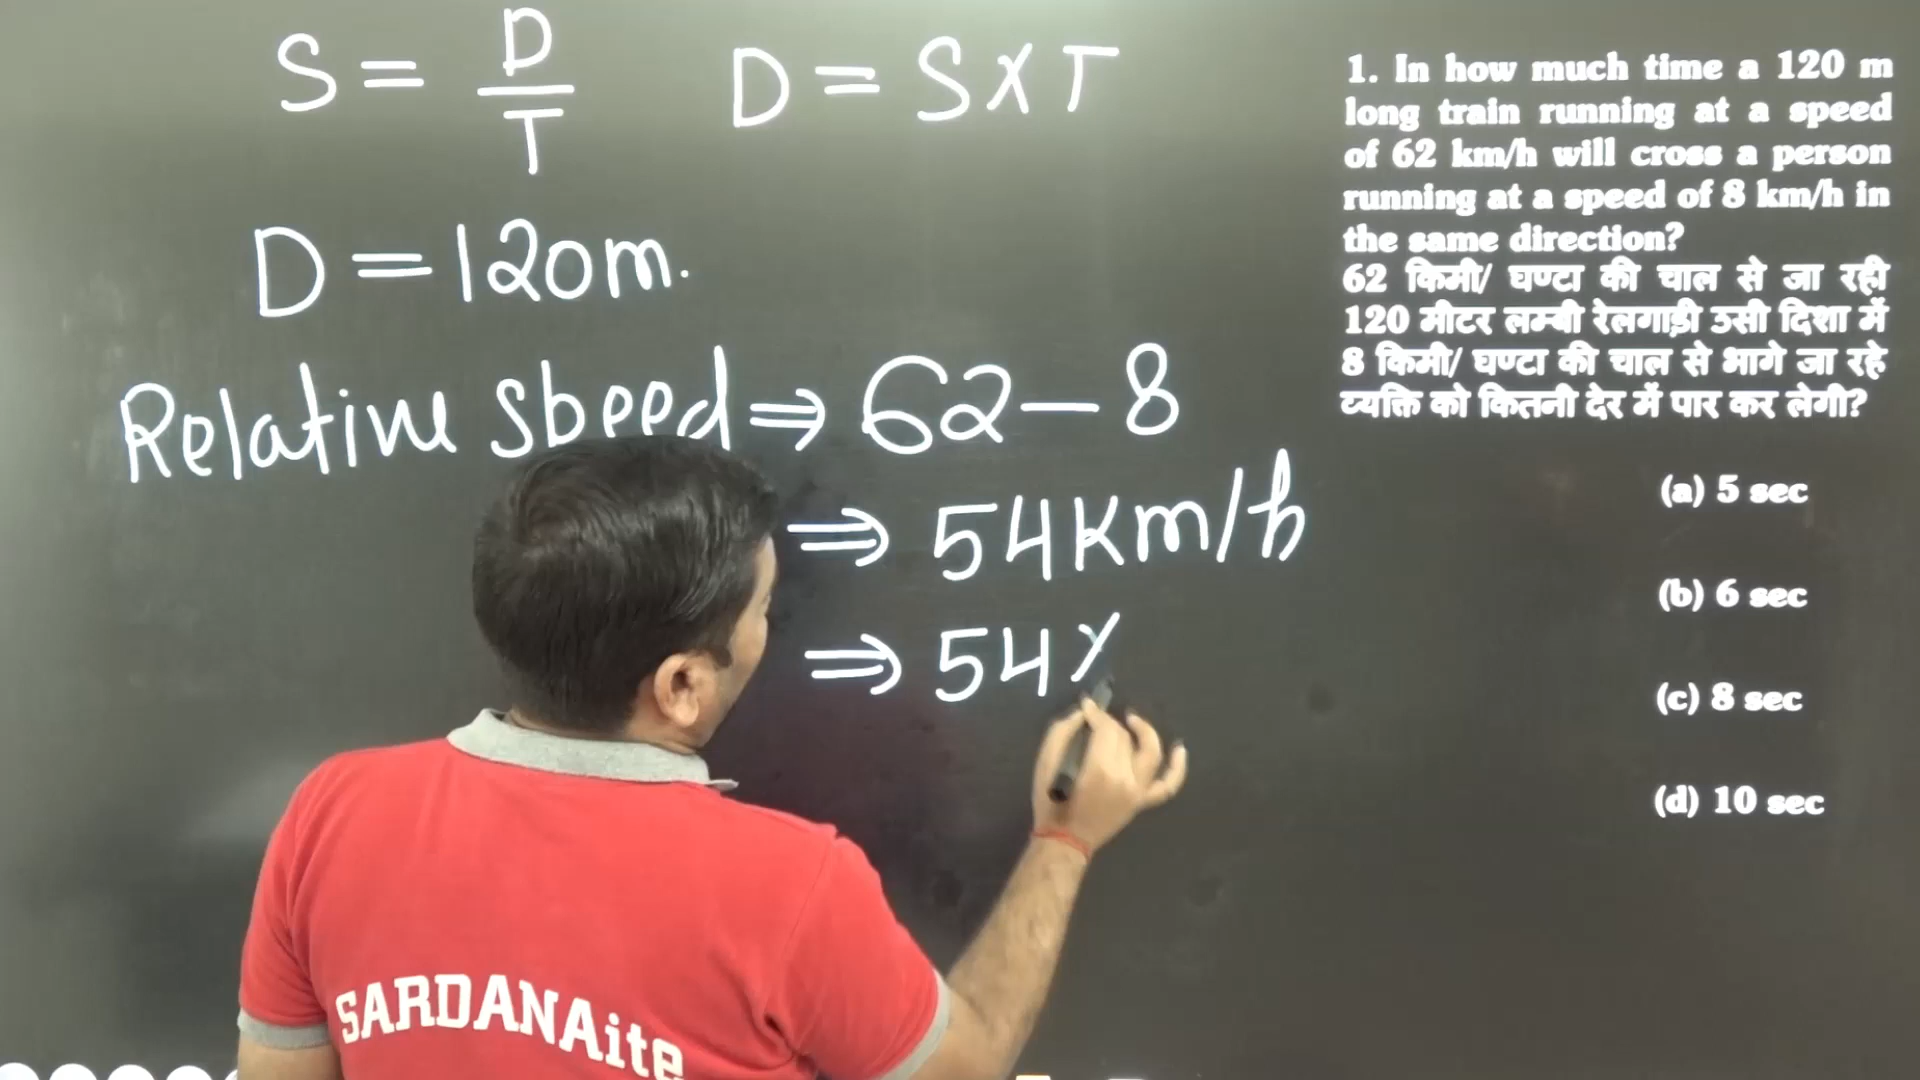 S = D/T D = S X T
D = 120m.
Relative speed ⇒ 62 - 8
⇒ 54 Km/h
⇒ 54 X
1. In how much time a 120 m
long train running at a speed
of 62 km/h will cross a person
running at a speed of 8 km/h in
the same direction?
62 किमी/ घण्टा की चाल से जा रही
120 मीटर लम्बी रेलगाड़ी उसी दिशा में
8 किमी/ घण्टा की चाल से भागे जा रहे
व्यक्ति को कितनी देर में पार कर लेगी?
(a) 5 sec
(b) 6 sec
(c) 8 sec
(d) 10 sec
SARDANAite